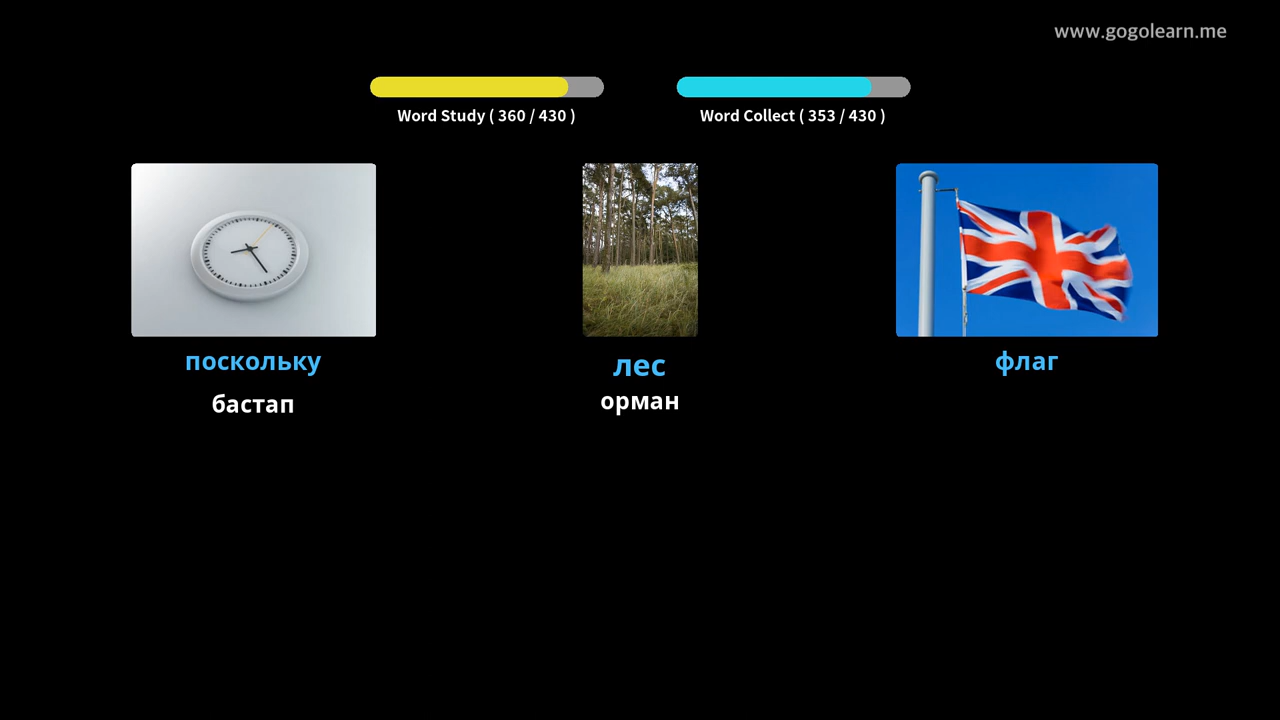 www.gogolearn.me
Word Study ( 360 / 430 )
Word Collect ( 353 / 430 )
поскольку
бастап
лес
орман
флаг